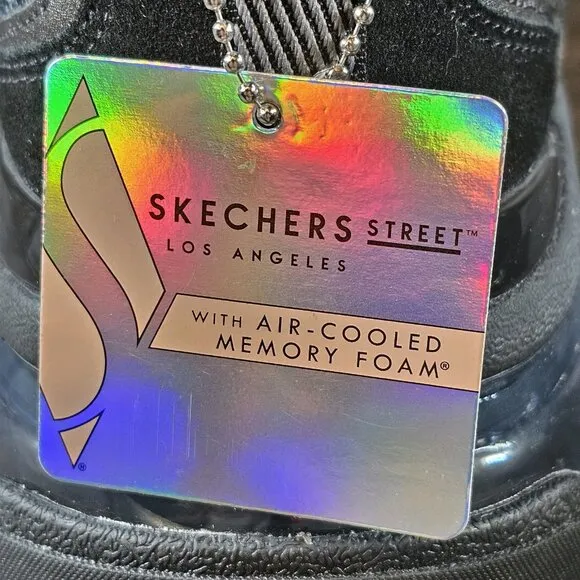 SKECHERS STREET™
LOS ANGELES
WITH AIR-COOLED
MEMORY FOAM®
®